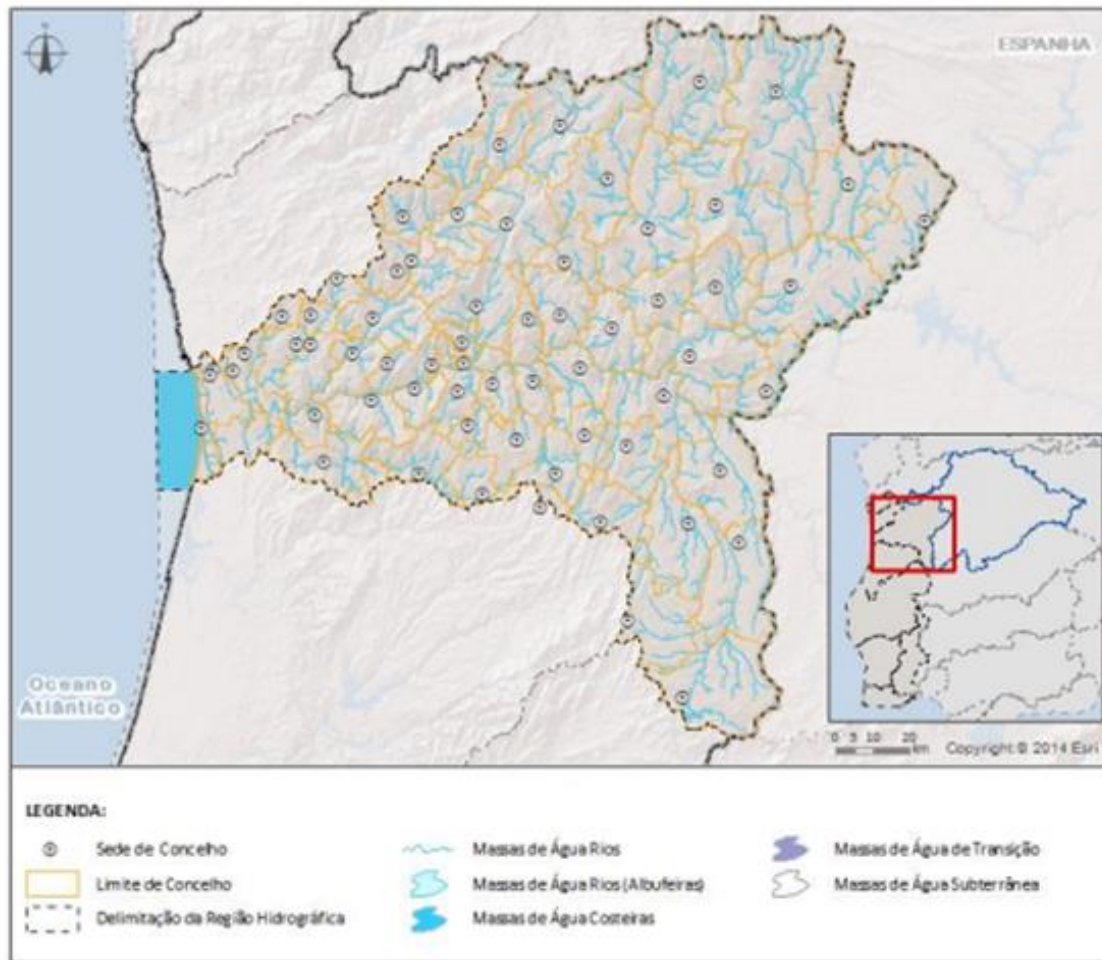 N
ESPANHA
Oceano
Atlântico
0 5 10 20
km
Copyright:© 2014 Esri
LEGENDA:
Sede de Concelho
Limite de Concelho
Delimitação da Região Hidrográfica
Massas de Água Rios
Massas de Água Rios (Albufeiras)
Massas de Água Costeiras
Massas de Água de Transição
Massas de Água Subterrânea